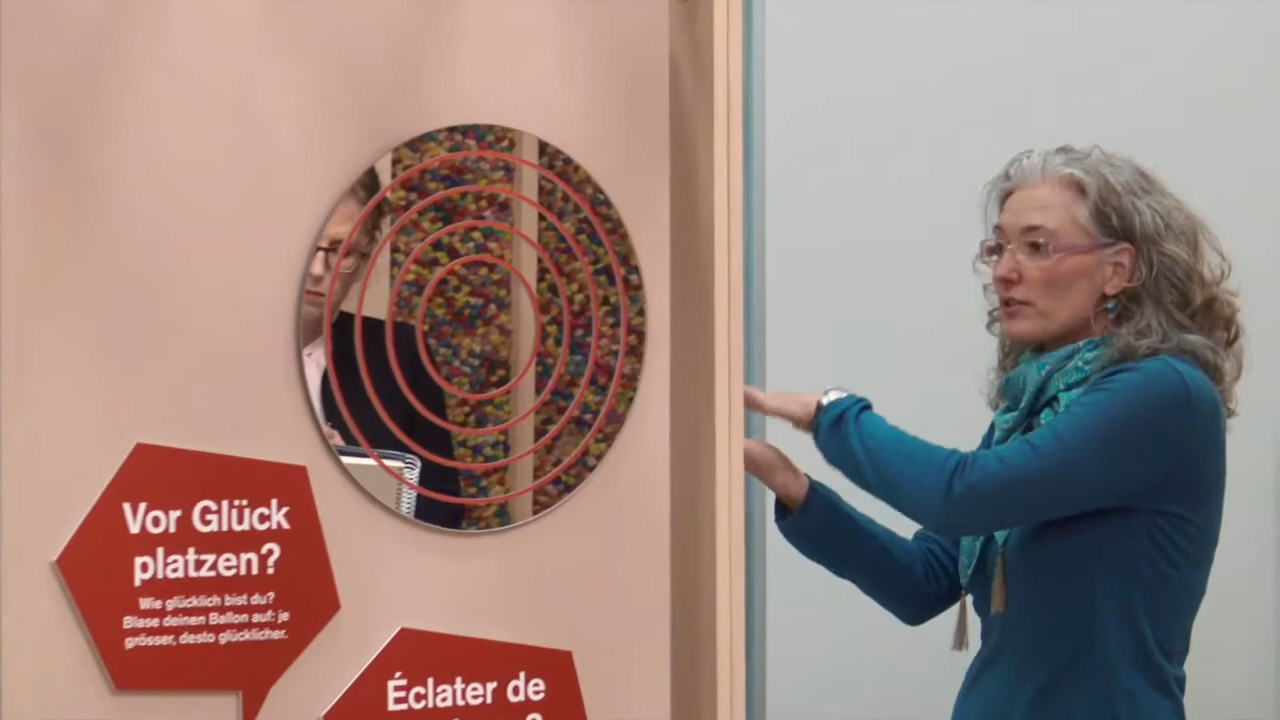 Vor Glück
platzen?
Wie glücklich bist du?
Blase deinen Ballon auf: je
grösser, desto glücklicher.
Éclater de